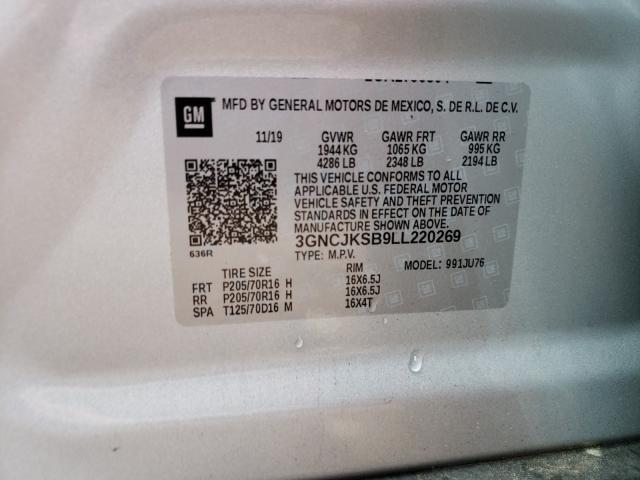 GM
MFD BY GENERAL MOTORS DE MEXICO, S. DE R.L. DE C.V.
11/19 GVWR GAWR FRT GAWR RR
1944 KG 1065 KG 995 KG
4286 LB 2348 LB 2194 LB
THIS VEHICLE CONFORMS TO ALL
APPLICABLE U.S. FEDERAL MOTOR
VEHICLE SAFETY AND THEFT PREVENTION
STANDARDS IN EFFECT ON THE DATE OF
MANUFACTURE SHOWN ABOVE.
3GNCJKSB9LL220269
636R TYPE: M.P.V. MODEL: 991JU76
TIRE SIZE RIM
FRT P205/70R16 H 16X6.5J
RR P205/70R16 H 16X6.5J
SPA T125/70D16 M 16X4T